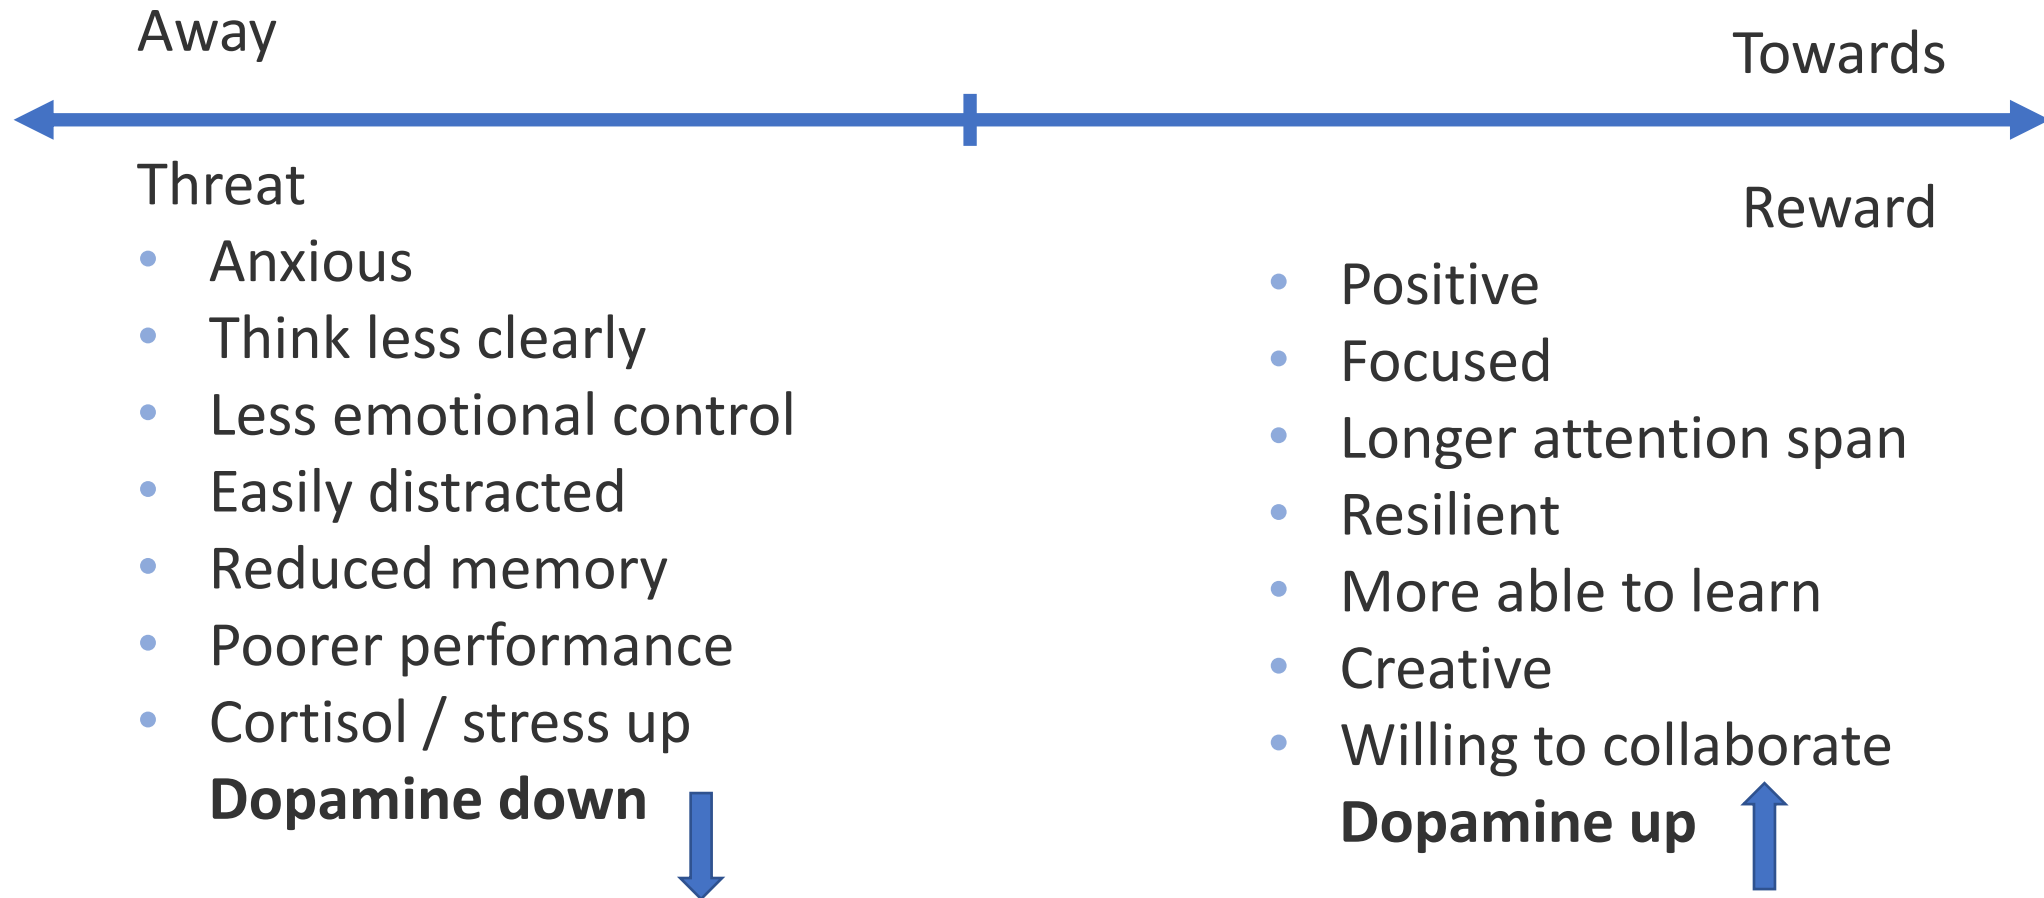 Away
Towards
Threat
• Anxious
• Think less clearly
• Less emotional control
• Easily distracted
• Reduced memory
• Poorer performance
• Cortisol / stress up
Dopamine down
Reward
• Positive
• Focused
• Longer attention span
• Resilient
• More able to learn
• Creative
• Willing to collaborate
Dopamine up